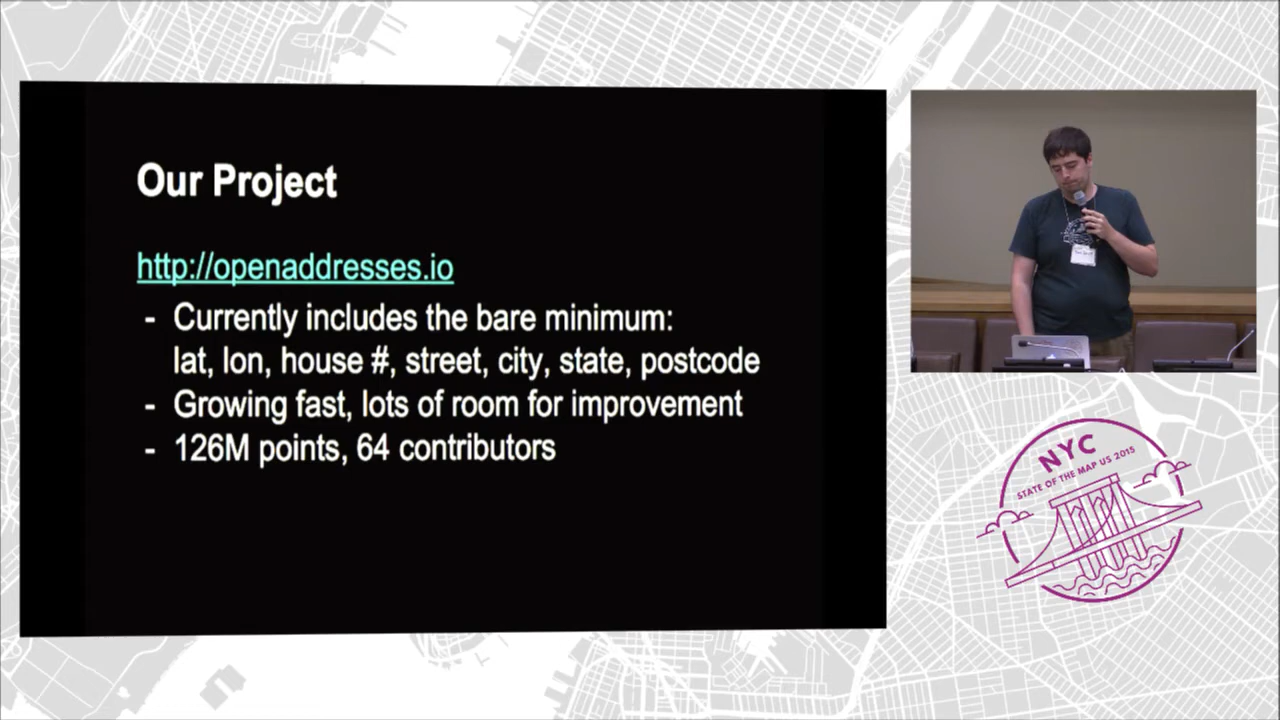 Our Project
http://openaddresses.io
- Currently includes the bare minimum:
lat, lon, house #, street, city, state, postcode
- Growing fast, lots of room for improvement
- 126M points, 64 contributors
NYC
STATE OF THE MAP US 2015